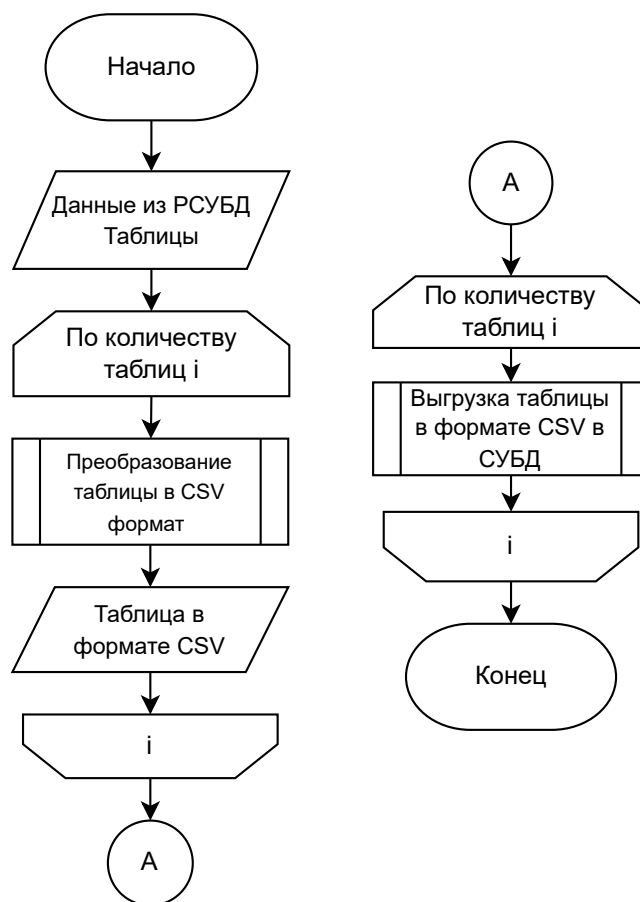 Начало
Данные из РСУБД
Таблицы
По количеству
таблиц i
Преобразование
таблицы в CSV
формат
Таблица в
формате CSV
i
А
А
По количеству
таблиц i
Выгрузка таблицы
в формате CSV в
СУБД
i
Конец